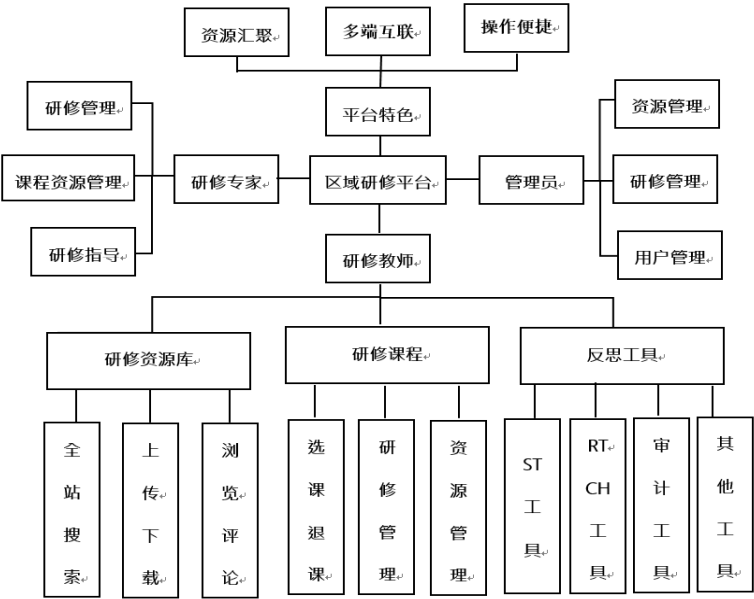 资源汇聚
多端互联
操作便捷
平台特色
研修管理
课程资源管理
研修指导
研修专家
区域研修平台
管理员
资源管理
研修管理
用户管理
研修教师
研修资源库
研修课程
反思工具
全站搜索
上传下载
浏览评论
选课退课
研修管理
资源管理
ST工具
RTCH工具
审计工具
其他工具